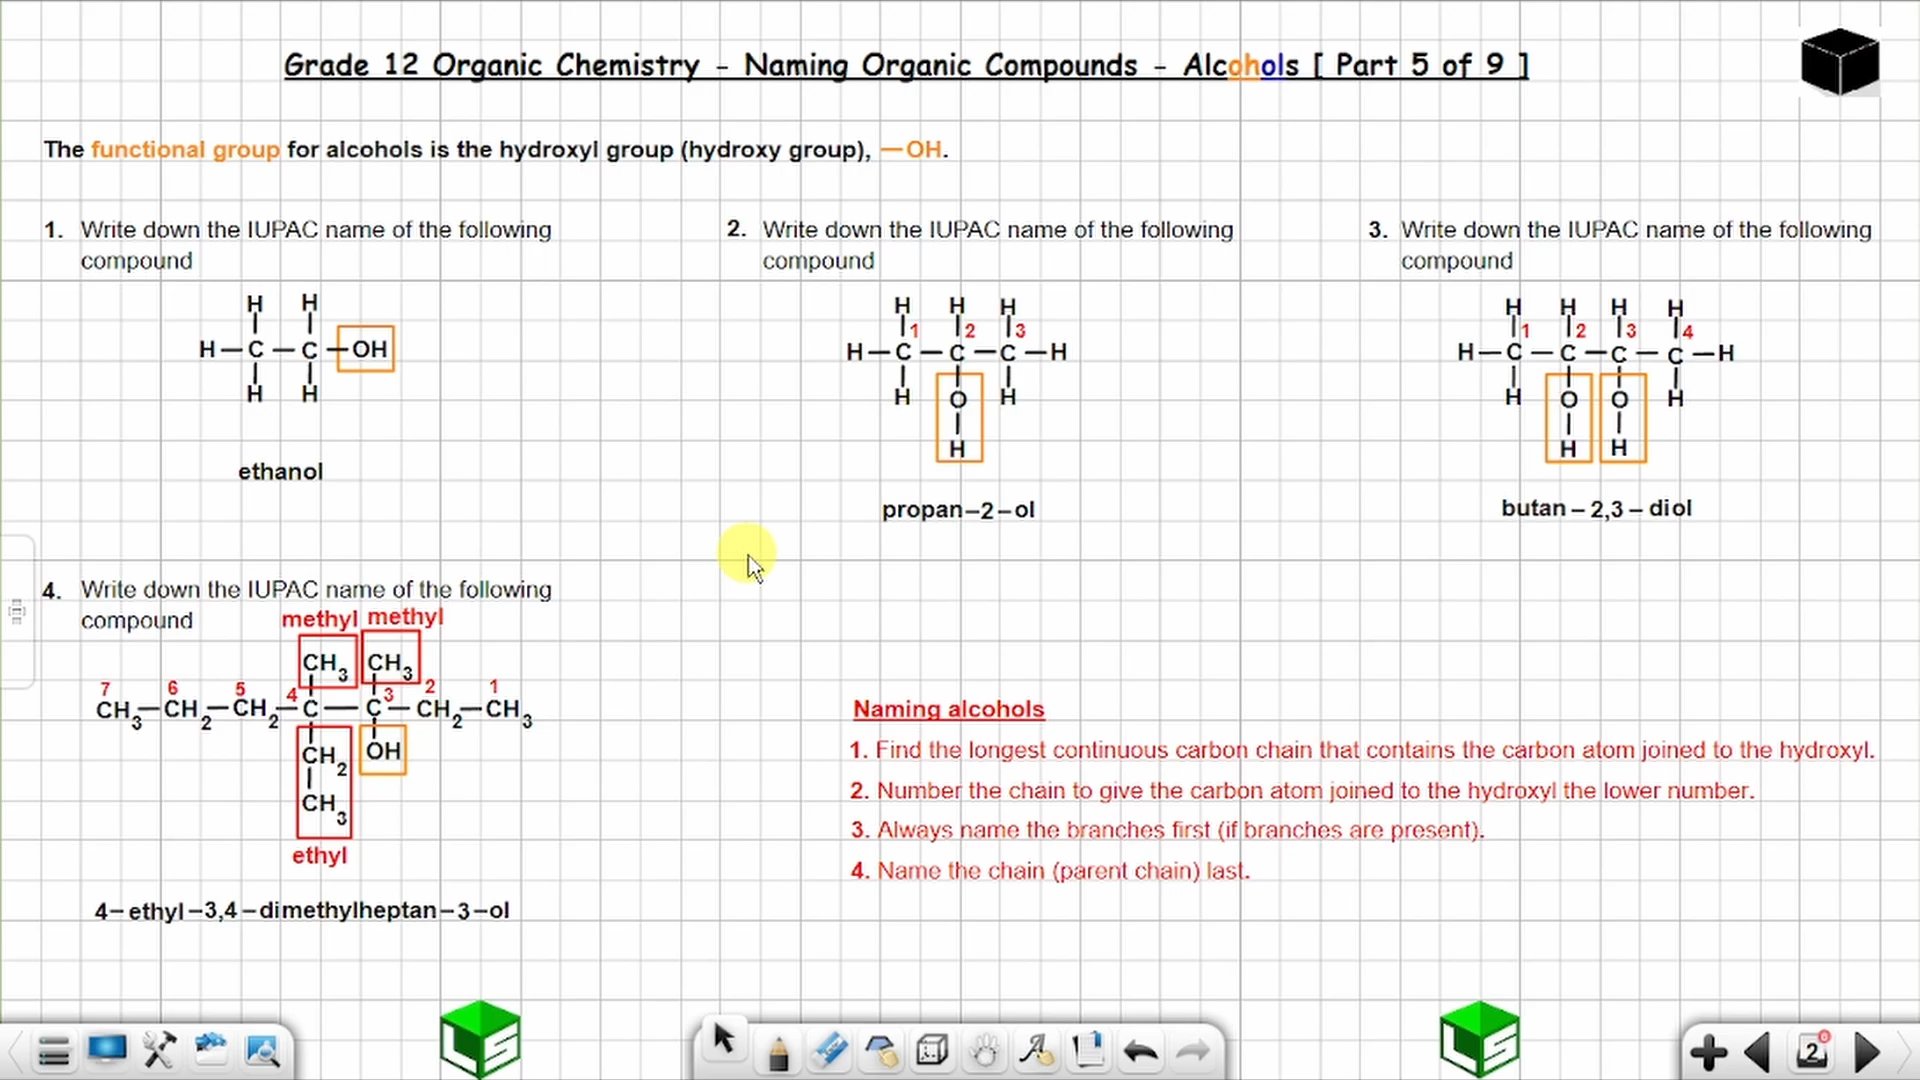 Grade 12 Organic Chemistry - Naming Organic Compounds - Alcohols [ Part 5 of 9 ]
The functional group for alcohols is the hydroxyl group (hydroxy group), —OH.
1. Write down the IUPAC name of the following
compound
H H
H—C—C—OH
H H
ethanol
2. Write down the IUPAC name of the following
compound
H H H
1 2 3
H—C—C—C—H
H O H
H
propan–2–ol
3. Write down the IUPAC name of the following
compound
H H H H
1 2 3 4
H—C—C—C—C—H
H O O H
H H
butan – 2,3 – diol
4. Write down the IUPAC name of the following
compound
methyl methyl
CH3 CH3
7 6 5 4 3 2 1
CH3—CH2—CH2—C—C—CH2—CH3
CH2 OH
CH3
ethyl
4–ethyl–3,4–dimethylheptan–3–ol
Naming alcohols
1. Find the longest continuous carbon chain that contains the carbon atom joined to the hydroxyl.
2. Number the chain to give the carbon atom joined to the hydroxyl the lower number.
3. Always name the branches first (if branches are present).
4. Name the chain (parent chain) last.
LS
LS
2